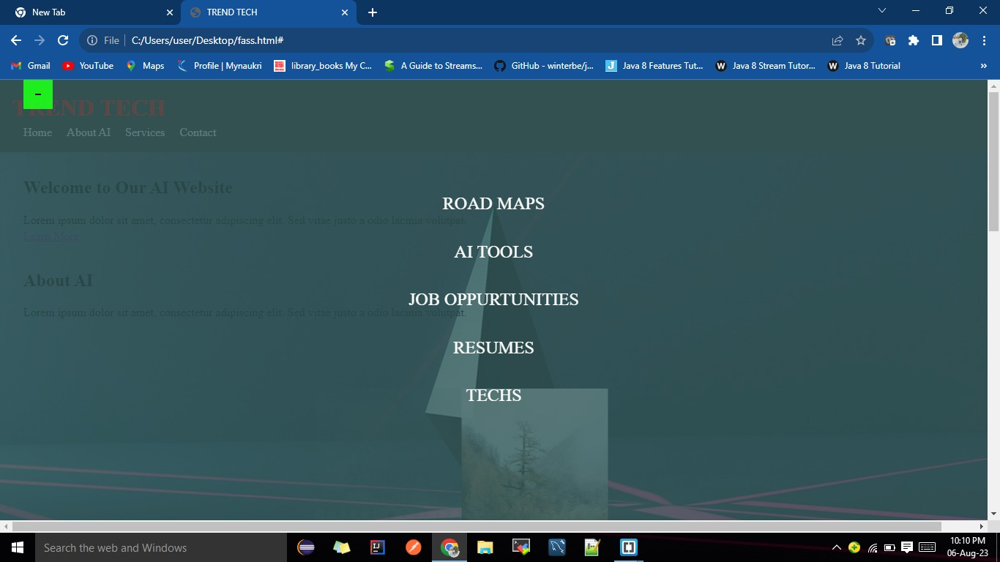 New Tab
TREND TECH
File
C:/Users/user/Desktop/fass.html#
Gmail
YouTube
Maps
Profile | Mynaukri
library_books My C...
A Guide to Streams...
GitHub - winterbe/j...
Java 8 Features Tut...
Java 8 Stream Tutor...
Java 8 Tutorial
»
-
TREND TECH
Home About AI Services Contact
Welcome to Our AI Website
Lorem ipsum dolor sit amet, consectetur adipiscing elit. Sed vitae justo a odio lacinia volutpat.
Learn More
About AI
Lorem ipsum dolor sit amet, consectetur adipiscing elit. Sed vitae justo a odio lacinia volutpat.
ROAD MAPS
AI TOOLS
JOB OPPURTUNITIES
RESUMES
TECHS
Search the web and Windows
10:10 PM
06-Aug-23